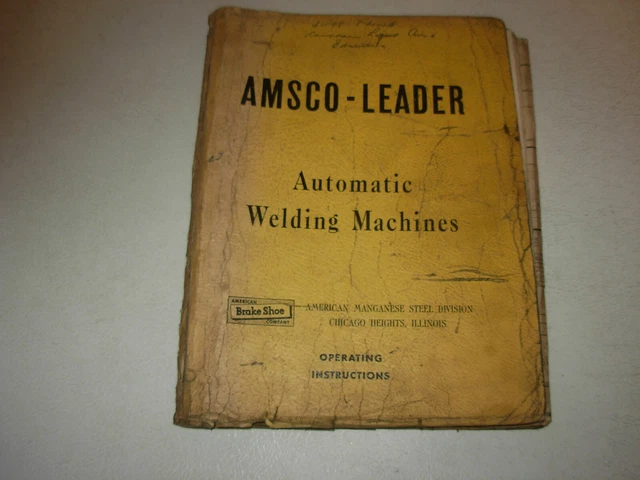 AMSCO-LEADER
Automatic
Welding Machines
AMERICAN
Brake Shoe
COMPANY
AMERICAN MANGANESE STEEL DIVISION
CHICAGO HEIGHTS, ILLINOIS
OPERATING
INSTRUCTIONS